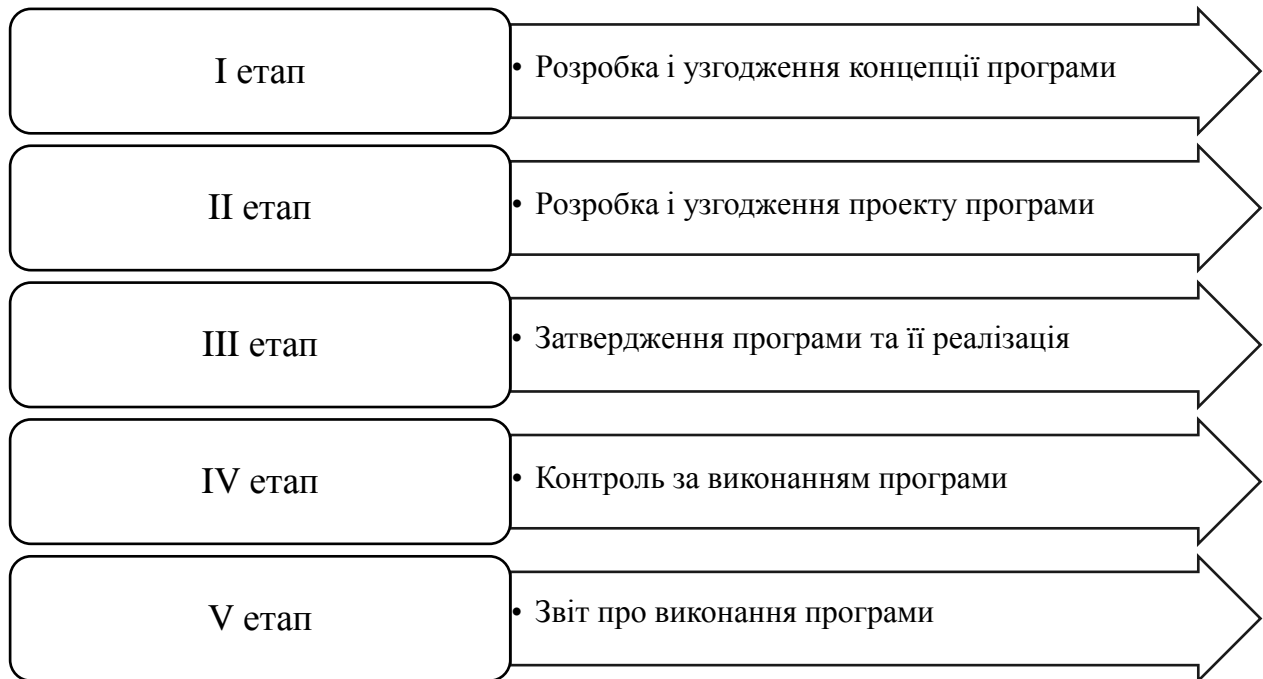 I етап
• Розробка і узгодження концепції програми
II етап
• Розробка і узгодження проекту програми
III етап
• Затвердження програми та її реалізація
IV етап
• Контроль за виконанням програми
V етап
• Звіт про виконання програми